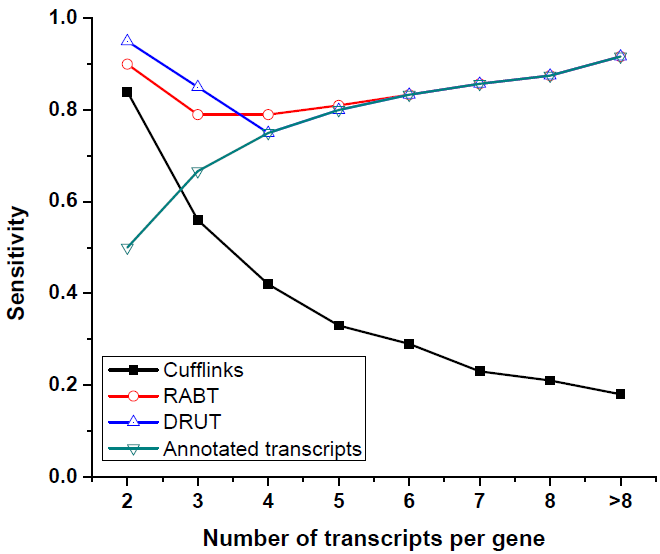 1.0
0.8
0.6
0.4
0.2
0.0
Sensitivity
Cufflinks
RABT
DRUT
Annotated transcripts
2 3 4 5 6 7 8 >8
Number of transcripts per gene